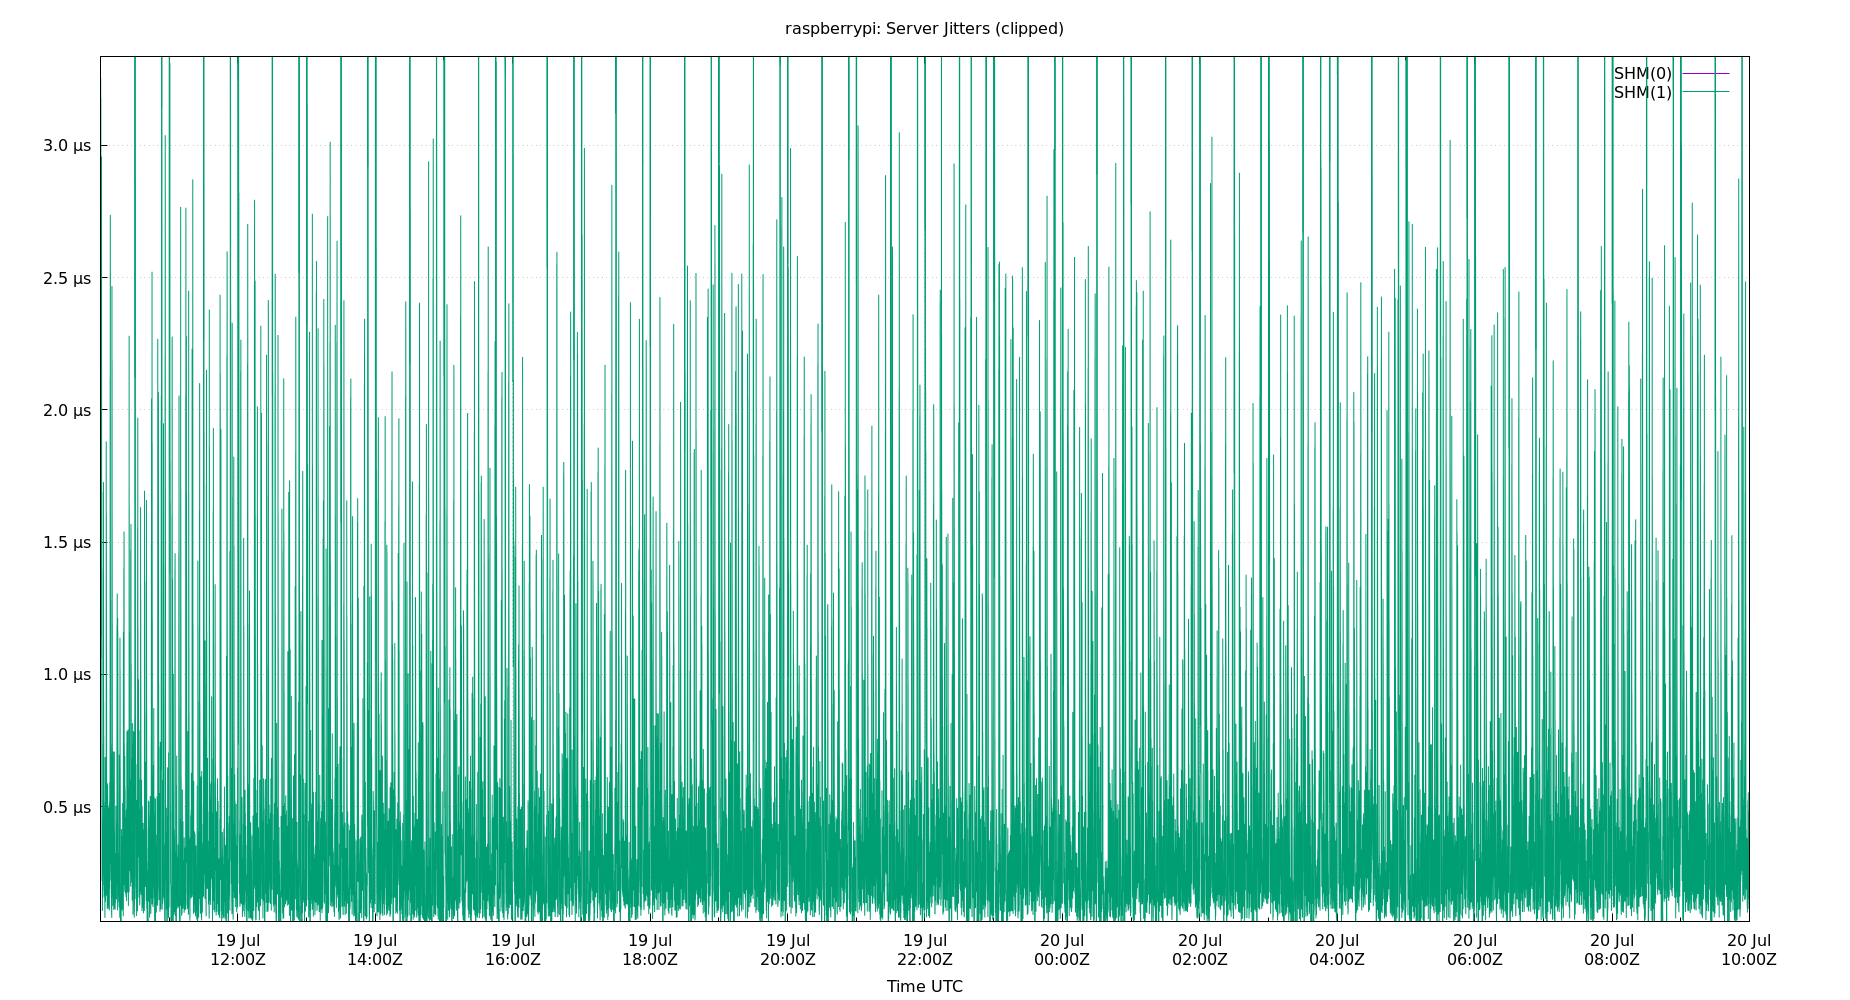 raspberrypi: Server Jitters (clipped)
SHM(0)
SHM(1)
3.0 µs
2.5 µs
2.0 µs
1.5 µs
1.0 µs
0.5 µs
19 Jul 19 Jul 19 Jul 19 Jul 19 Jul 19 Jul 20 Jul 20 Jul 20 Jul 20 Jul 20 Jul 20 Jul
12:00Z 14:00Z 16:00Z 18:00Z 20:00Z 22:00Z 00:00Z 02:00Z 04:00Z 06:00Z 08:00Z 10:00Z
Time UTC